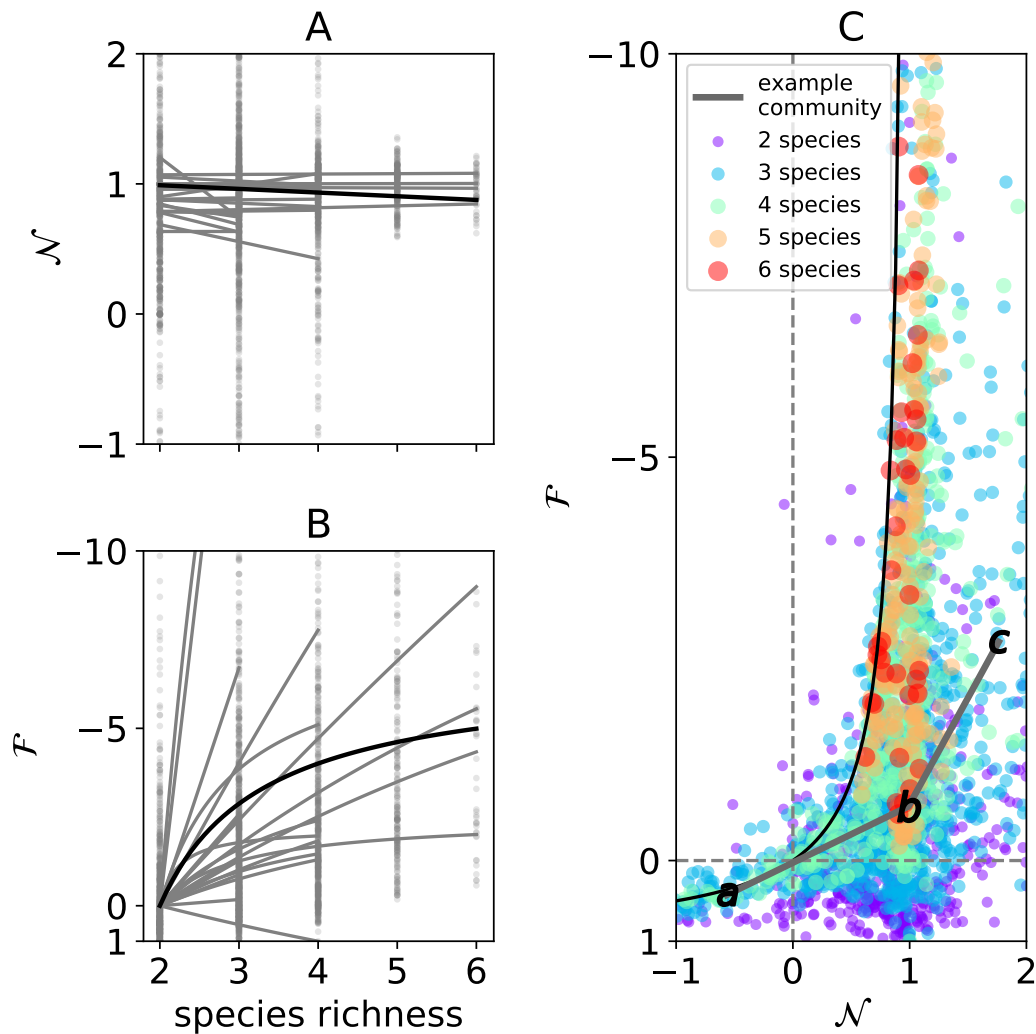 A
2
1
0
−1
𝒩
B
−10
−5
0
1
ℱ
2 3 4 5 6
species richness
C
−10
−5
0
1
ℱ
example
community
2 species
3 species
4 species
5 species
6 species
a
b
c
−1 0 1 2
𝒩